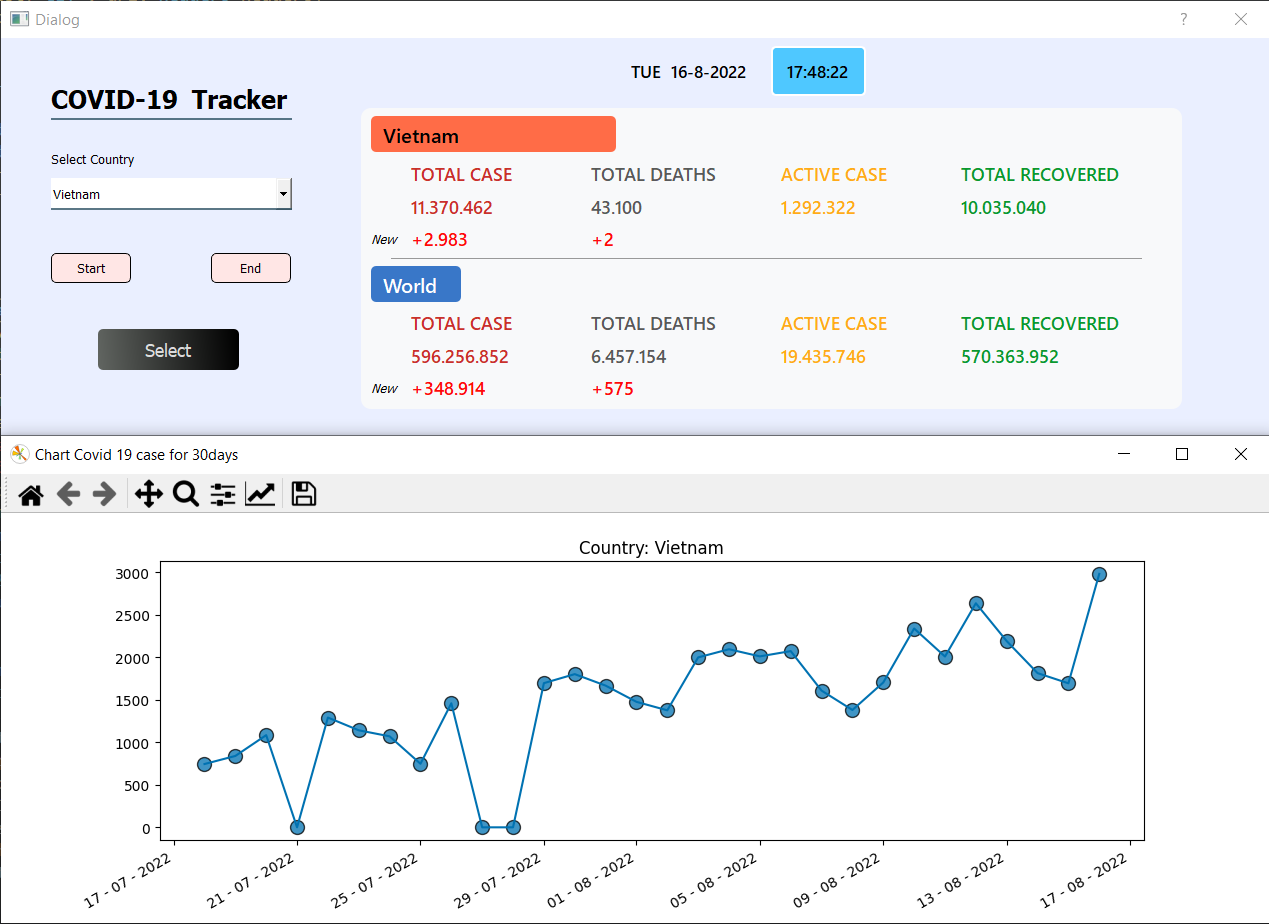 Dialog
TUE 16-8-2022 17:48:22
COVID-19 Tracker
Select Country
Vietnam
Start End
Select
Vietnam
TOTAL CASE TOTAL DEATHS ACTIVE CASE TOTAL RECOVERED
11.370.462 43.100 1.292.322 10.035.040
New +2.983 +2
World
TOTAL CASE TOTAL DEATHS ACTIVE CASE TOTAL RECOVERED
596.256.852 6.457.154 19.435.746 570.363.952
New +348.914 +575
Chart Covid 19 case for 30days
Country: Vietnam
3000
2500
2000
1500
1000
500
0
17 - 07 - 2022 21 - 07 - 2022 25 - 07 - 2022 29 - 07 - 2022 01 - 08 - 2022 05 - 08 - 2022 09 - 08 - 2022 13 - 08 - 2022 17 - 08 - 2022